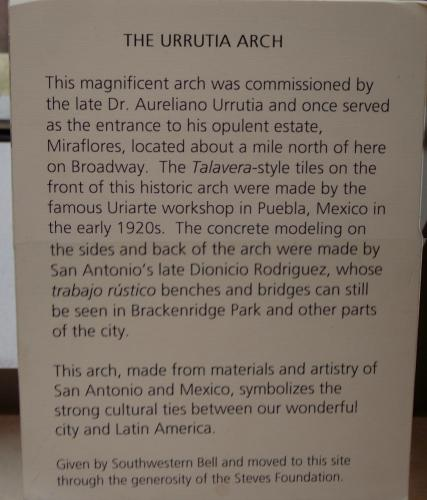 THE URRUTIA ARCH
This magnificent arch was commissioned by
the late Dr. Aureliano Urrutia and once served
as the entrance to his opulent estate,
Miraflores, located about a mile north of here
on Broadway. The Talavera-style tiles on the
front of this historic arch were made by the
famous Uriarte workshop in Puebla, Mexico in
the early 1920s. The concrete modeling on
the sides and back of the arch were made by
San Antonio's late Dionicio Rodriguez, whose
trabajo rústico benches and bridges can still
be seen in Brackenridge Park and other parts
of the city.
This arch, made from materials and artistry of
San Antonio and Mexico, symbolizes the
strong cultural ties between our wonderful
city and Latin America.
Given by Southwestern Bell and moved to this site
through the generosity of the Steves Foundation.